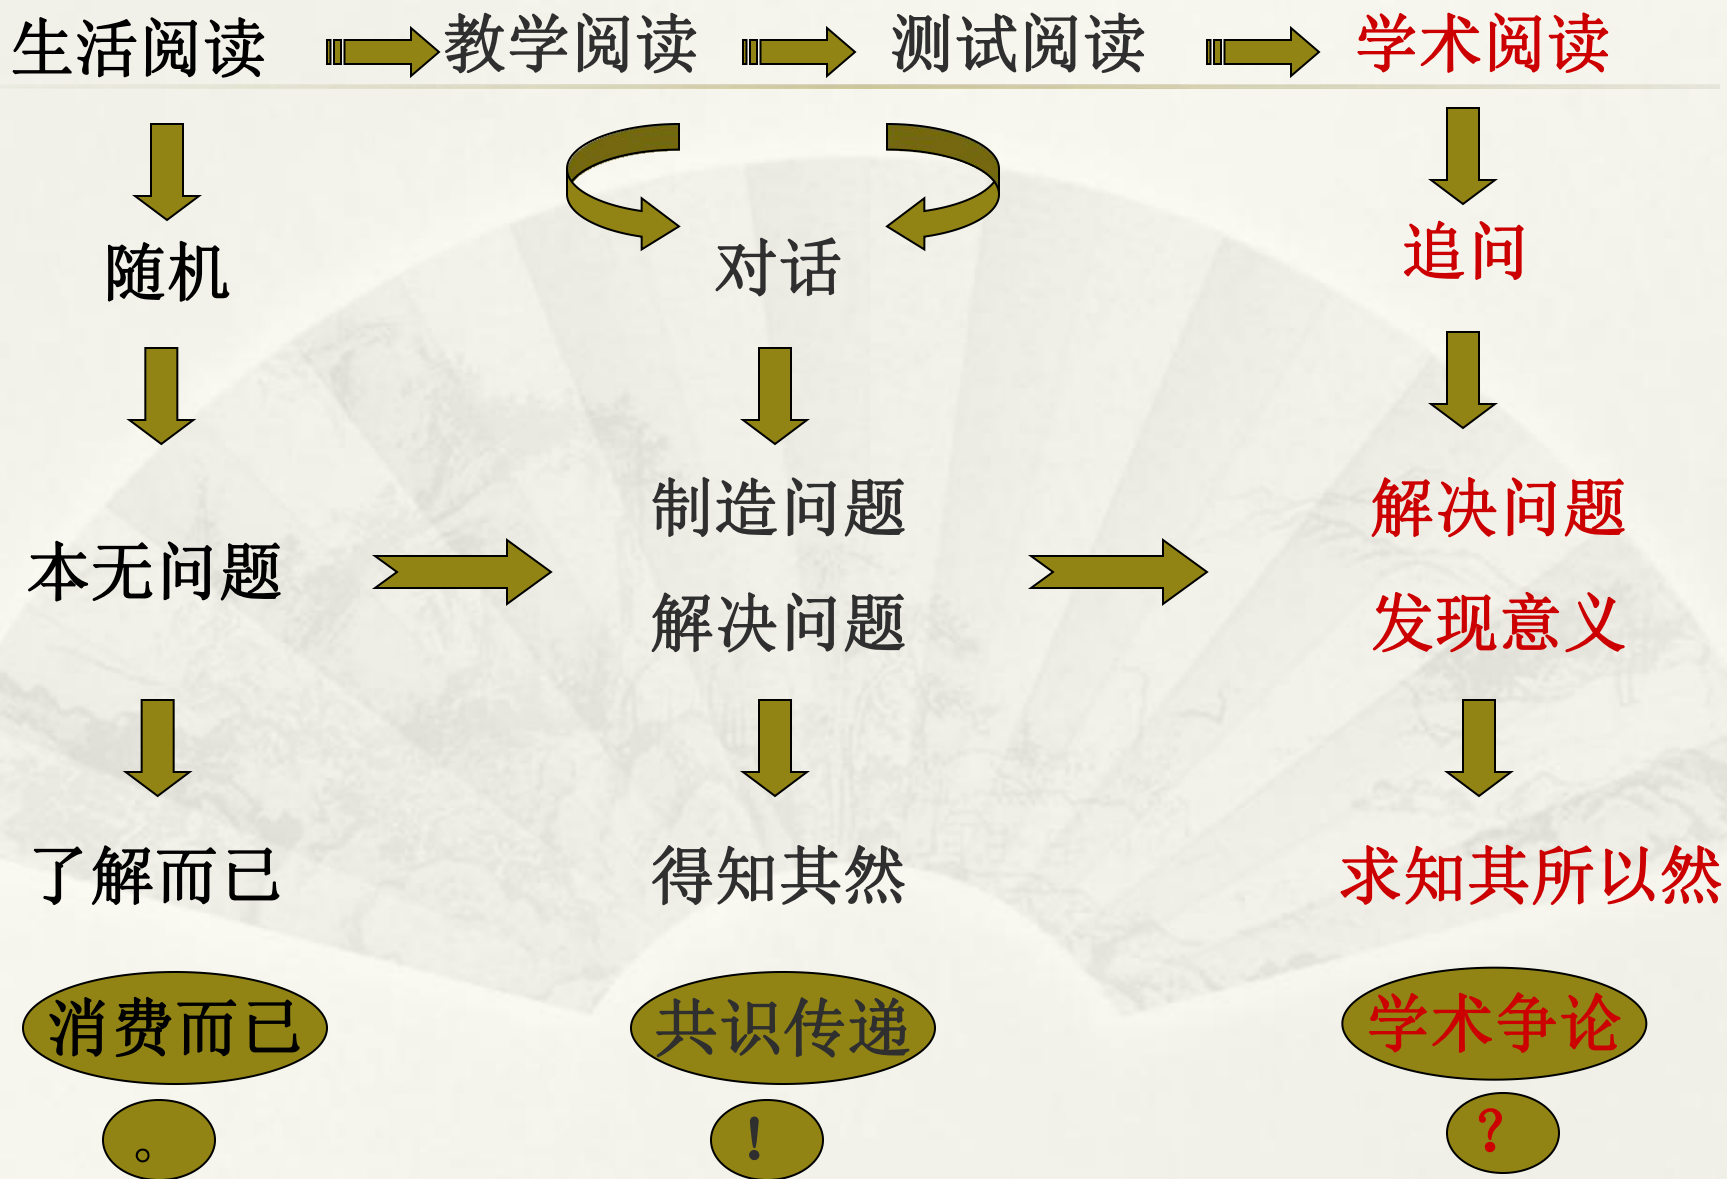 生活阅读 教学阅读 测试阅读 学术阅读
随机 对话 追问
制造问题 解决问题
本无问题
解决问题 发现意义
了解而已 得知其然 求知其所以然
消费而已 共识传递 学术争论
。 ！ ？